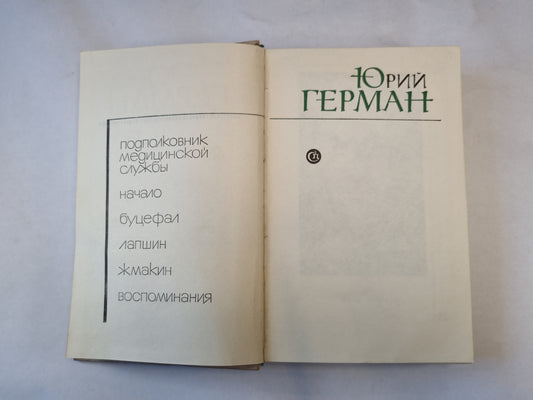 подполковник
медицинской
службы
начало
буцефал
лапшин
жмакин
воспоминания
Юрий
ГЕРМАН